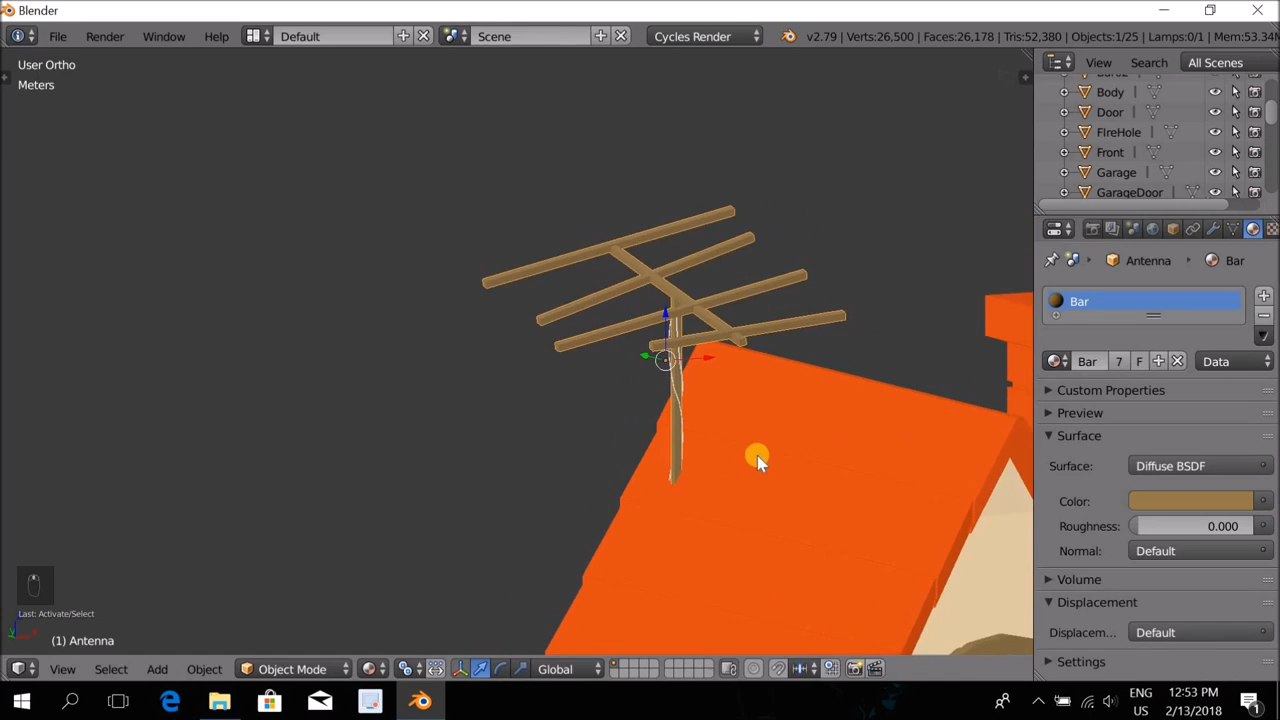 Blender
File Render Window Help Default Scene Cycles Render v2.79 | Verts:26,500 | Faces:26,178 | Tris:52,380 | Objects:1/25 | Lamps:0/1 | Mem:53.34M
User Ortho
Meters
View Search All Scenes
Body
Door
FIreHole
Front
Garage
GarageDoor
Antenna Bar
Bar
Bar 7 F Data
Custom Properties
Preview
Surface
Surface: Diffuse BSDF
Color:
Roughness: 0.000
Normal: Default
Volume
Displacement
Displacem... Default
Settings
Last: Activate/Select
(1) Antenna
View Select Add Object Object Mode Global
ENG
US
12:53 PM
2/13/2018
1